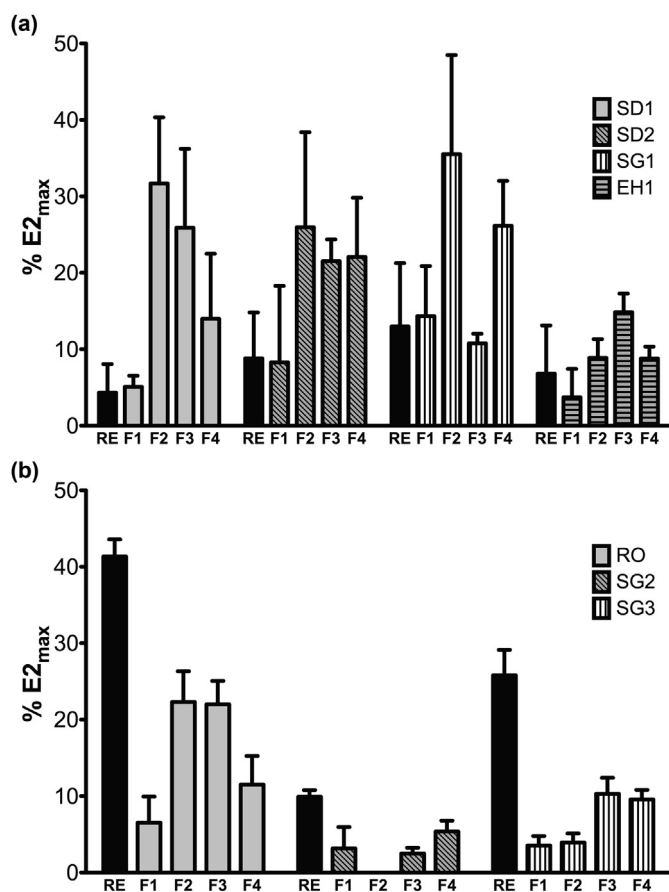 (a)
50
40
30
20
10
0
% E2max
SD1
SD2
SG1
EH1
RE F1 F2 F3 F4 RE F1 F2 F3 F4 RE F1 F2 F3 F4 RE F1 F2 F3 F4
(b)
50
40
30
20
10
0
% E2max
RO
SG2
SG3
RE F1 F2 F3 F4 RE F1 F2 F3 F4 RE F1 F2 F3 F4